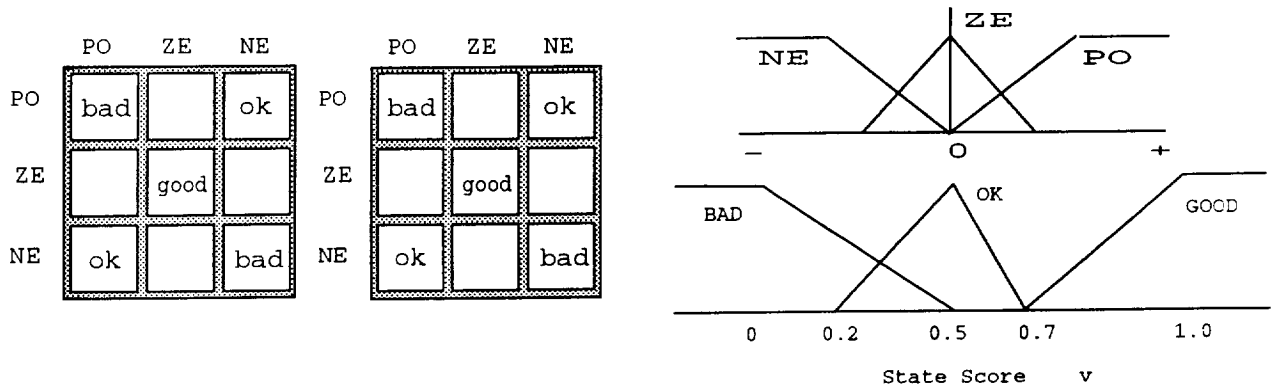 PO ZE NE
PO bad ok
ZE good
NE ok bad
PO ZE NE
PO bad ok
ZE good
NE ok bad
ZE
NE PO
- 0 +
BAD OK GOOD
0 0.2 0.5 0.7 1.0
State Score v